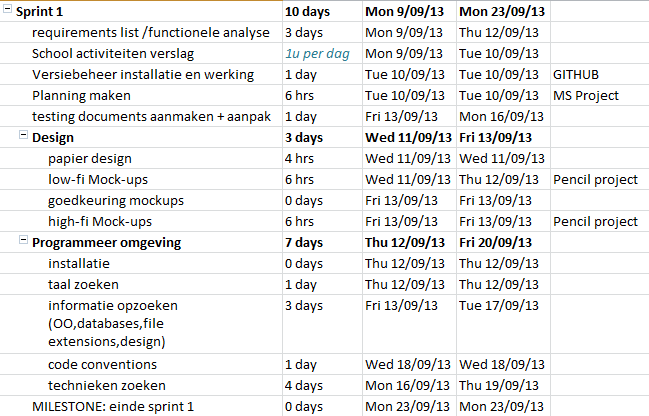 Sprint 1 10 days Mon 9/09/13 Mon 23/09/13
requirements list /functionele analyse 3 days Mon 9/09/13 Thu 12/09/13
School activiteiten verslag 1u per dag Mon 9/09/13 Tue 10/09/13
Versiebeheer installatie en werking 1 day Tue 10/09/13 Tue 10/09/13 GITHUB
Planning maken 6 hrs Tue 10/09/13 Tue 10/09/13 MS Project
testing documents aanmaken + aanpak 1 day Fri 13/09/13 Mon 16/09/13
Design 3 days Wed 11/09/13 Fri 13/09/13
papier design 4 hrs Wed 11/09/13 Wed 11/09/13
low-fi Mock-ups 6 hrs Wed 11/09/13 Thu 12/09/13 Pencil project
goedkeuring mockups 0 days Fri 13/09/13 Fri 13/09/13
high-fi Mock-ups 6 hrs Fri 13/09/13 Fri 13/09/13 Pencil project
Programmeer omgeving 7 days Thu 12/09/13 Fri 20/09/13
installatie 0 days Thu 12/09/13 Thu 12/09/13
taal zoeken 1 day Thu 12/09/13 Thu 12/09/13
informatie opzoeken 3 days Fri 13/09/13 Tue 17/09/13
(OO,databases,file
extensions,design)
code conventions 1 day Wed 18/09/13 Wed 18/09/13
technieken zoeken 4 days Mon 16/09/13 Thu 19/09/13
MILESTONE: einde sprint 1 0 days Mon 23/09/13 Mon 23/09/13